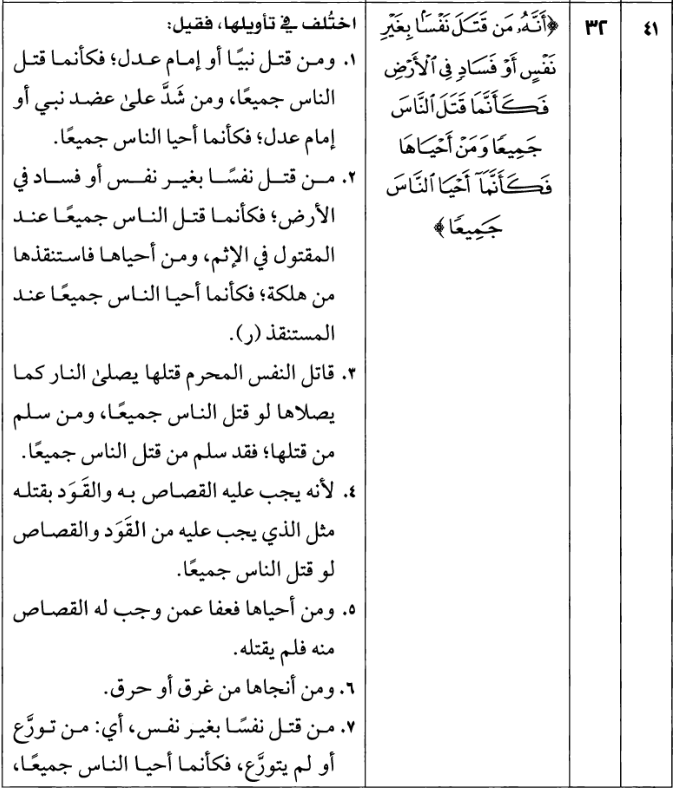 ٤١
٣٢
﴿أَنَّهُۥ مَن قَتَلَ نَفْسًۢا بِغَيْرِ
نَفْسٍ أَوْ فَسَادٍ فِي ٱلْأَرْضِ
فَكَأَنَّمَا قَتَلَ ٱلنَّاسَ
جَمِيعًا وَمَنْ أَحْيَاهَا
فَكَأَنَّمَآ أَحْيَا ٱلنَّاسَ
جَمِيعًا﴾
اختُلف في تأويلها، فقيل:
١. ومن قتل نبيًا أو إمام عدل؛ فكأنما قتل
الناس جميعًا، ومن شَدَّ علىٰ عضد نبي أو
إمام عدل؛ فكأنما أحيا الناس جميعًا.
٢. من قتل نفسًا بغير نفس أو فساد في
الأرض؛ فكأنما قتل الناس جميعًا عند
المقتول في الإثم، ومن أحياها فاستنقذها
من هلكة؛ فكأنما أحيا الناس جميعًا عند
المستنقذ (ر).
٣. قاتل النفس المحرم قتلها يصلىٰ النار كما
يصلاها لو قتل الناس جميعًا، ومن سلم
من قتلها؛ فقد سلم من قتل الناس جميعًا.
٤. لأنه يجب عليه القصاص به والقَوَد بقتله
مثل الذي يجب عليه من القَوَد والقصاص
لو قتل الناس جميعًا.
٥. ومن أحياها فعفا عمن وجب له القصاص
منه فلم يقتله.
٦. ومن أنجاها من غرق أو حرق.
٧. من قتل نفسًا بغير نفس، أي: من تورَّع
أو لم يتورَّع، فكأنما أحيا الناس جميعًا،